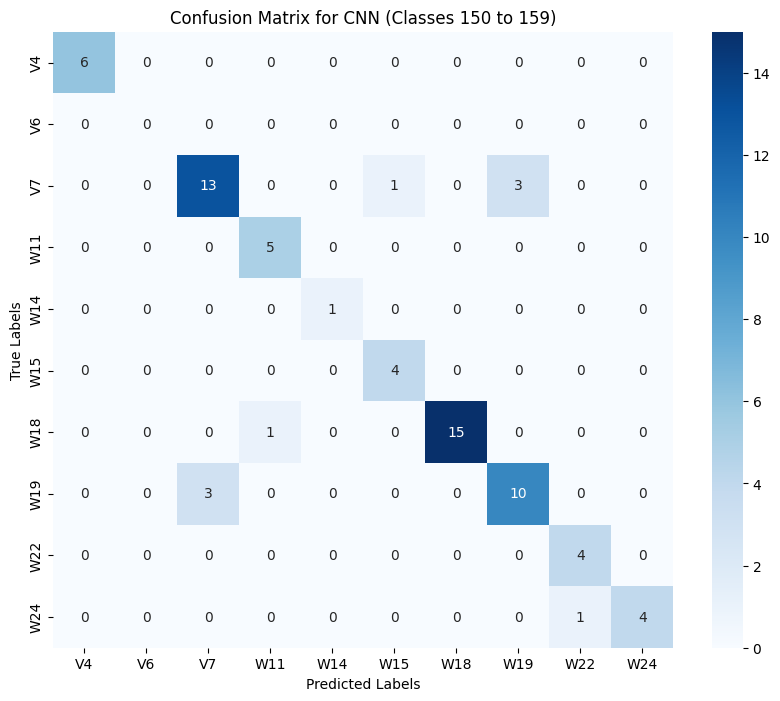 Confusion Matrix for CNN (Classes 150 to 159)
True Labels
V4 6 0 0 0 0 0 0 0 0 0
V6 0 0 0 0 0 0 0 0 0 0
V7 0 0 13 0 0 1 0 3 0 0
W11 0 0 0 5 0 0 0 0 0 0
W14 0 0 0 0 1 0 0 0 0 0
W15 0 0 0 0 0 4 0 0 0 0
W18 0 0 0 1 0 0 15 0 0 0
W19 0 0 3 0 0 0 0 10 0 0
W22 0 0 0 0 0 0 0 0 4 0
W24 0 0 0 0 0 0 0 0 1 4
V4 V6 V7 W11 W14 W15 W18 W19 W22 W24
Predicted Labels
14
12
10
8
6
4
2
0